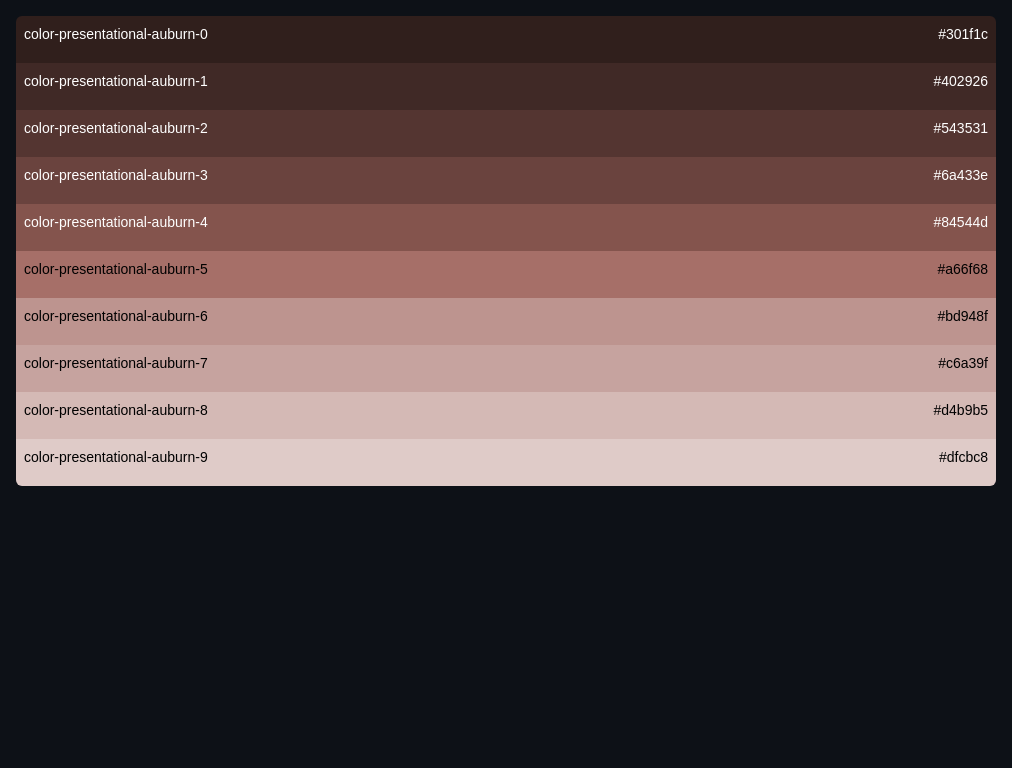 color-presentational-auburn-0 #301f1c
color-presentational-auburn-1 #402926
color-presentational-auburn-2 #543531
color-presentational-auburn-3 #6a433e
color-presentational-auburn-4 #84544d
color-presentational-auburn-5 #a66f68
color-presentational-auburn-6 #bd948f
color-presentational-auburn-7 #c6a39f
color-presentational-auburn-8 #d4b9b5
color-presentational-auburn-9 #dfcbc8